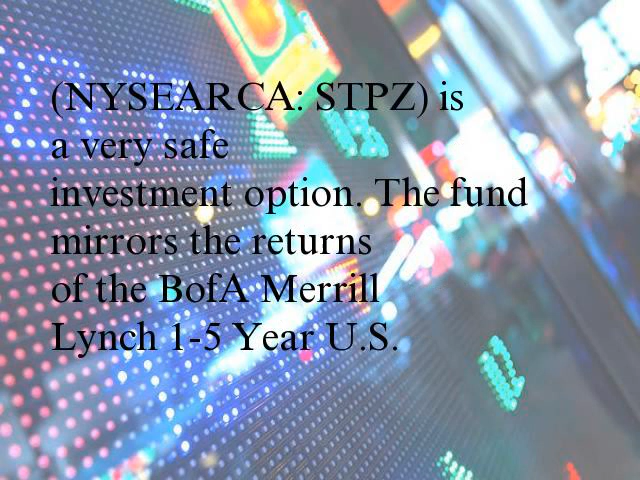 (NYSEARCA: STPZ) is
a very safe
investment option. The fund
mirrors the returns
of the BofA Merrill
Lynch 1-5 Year U.S.